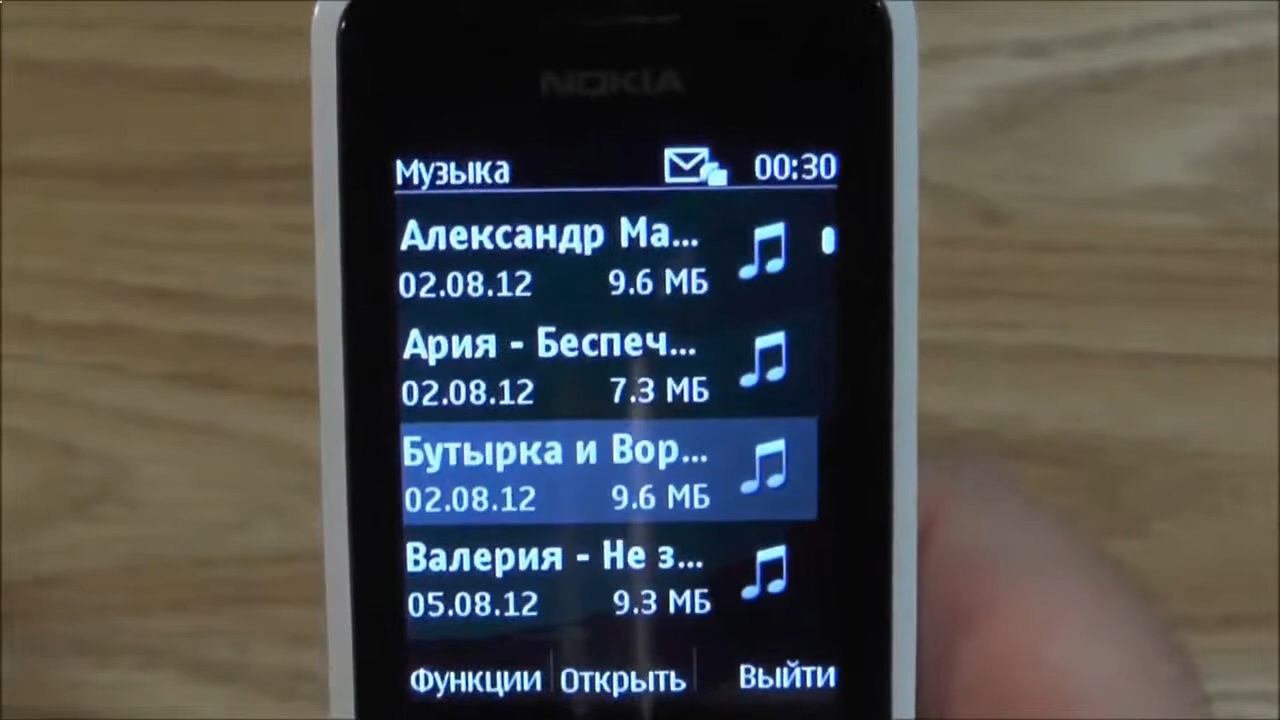 NOKIA
Музыка 00:30
Александр Ма...
02.08.12 9.6 МБ
Ария - Беспеч...
02.08.12 7.3 МБ
Бутырка и Вор...
02.08.12 9.6 МБ
Валерия - Не з...
05.08.12 9.3 МБ
Функции Открыть Выйти